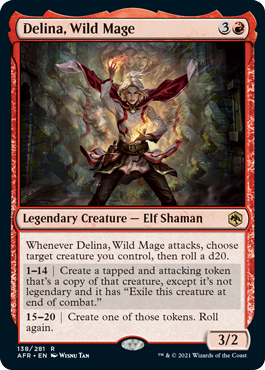 Delina, Wild Mage 3
Legendary Creature — Elf Shaman
Whenever Delina, Wild Mage attacks, choose
target creature you control, then roll a d20.
1–14 | Create a tapped and attacking token
that's a copy of that creature, except it's not
legendary and it has "Exile this creature at
end of combat."
15–20 | Create one of those tokens. Roll
again.
3/2
138/281 R
AFR • EN WISNU TAN
™ & © 2021 Wizards of the Coast